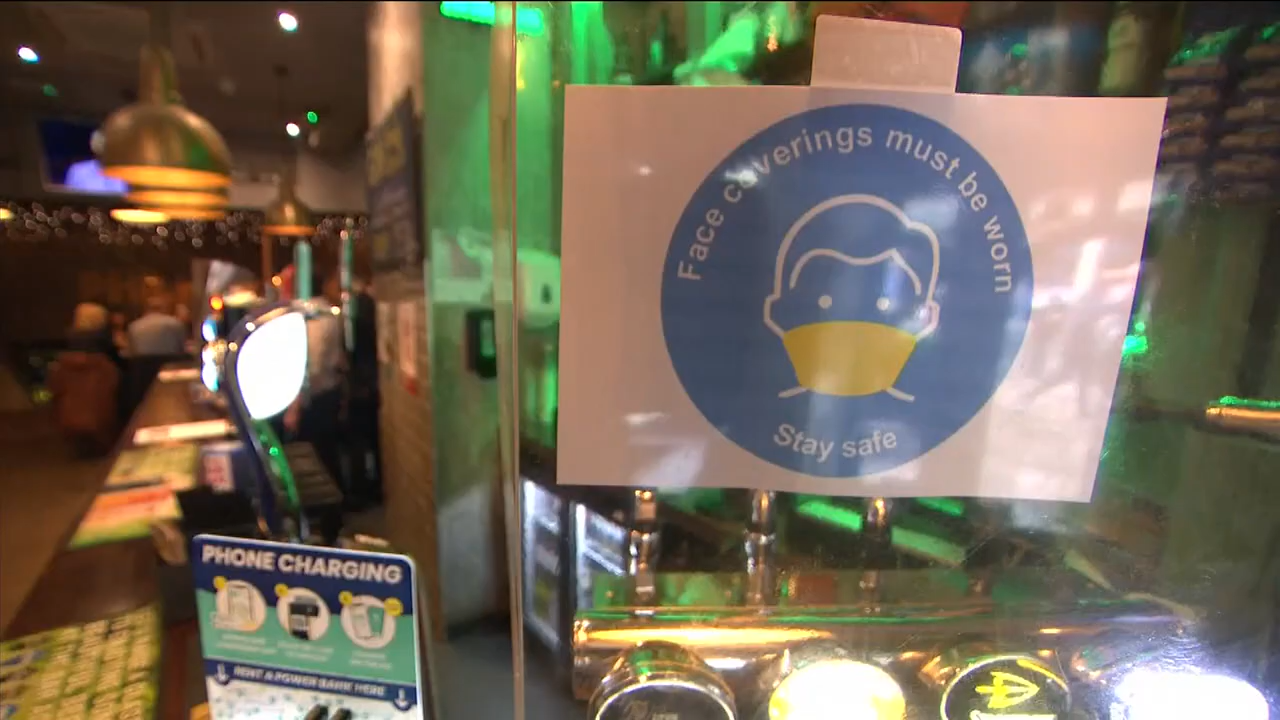 Face coverings must be worn
Stay safe
PHONE CHARGING
RENT A POWER BANK HERE